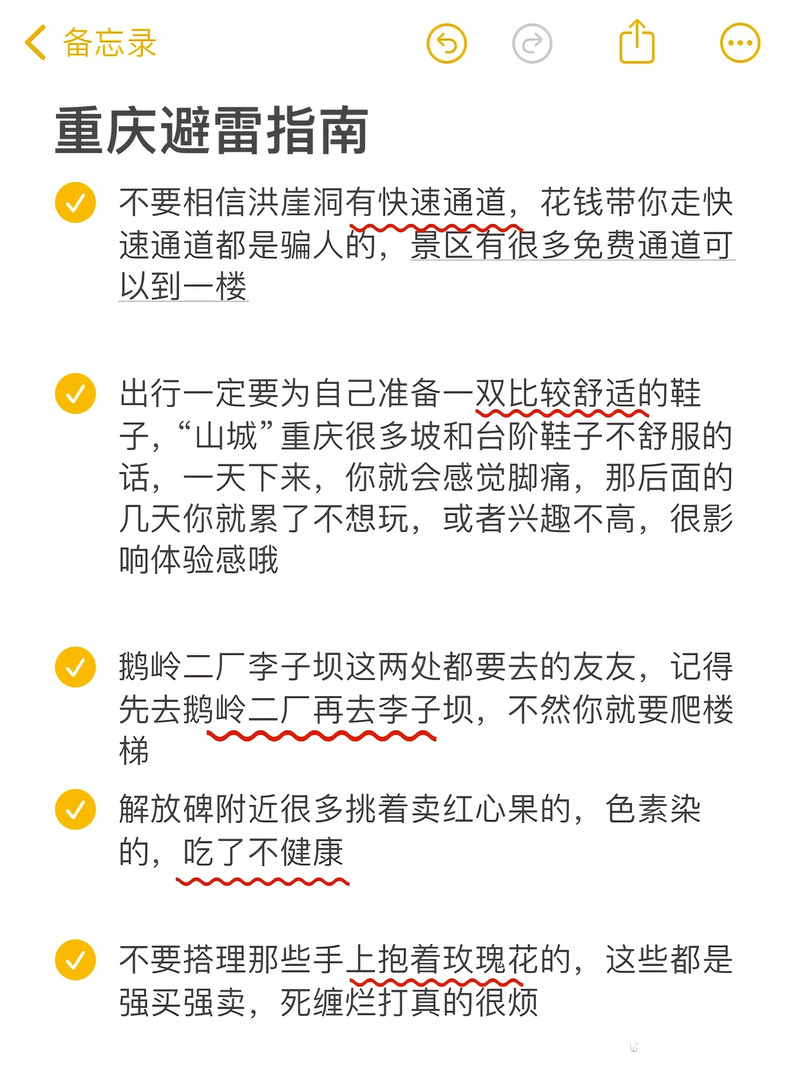 备忘录
重庆避雷指南
不要相信洪崖洞有快速通道，花钱带你走快
速通道都是骗人的，景区有很多免费通道可
以到一楼
出行一定要为自己准备一双比较舒适的鞋
子，“山城”重庆很多坡和台阶鞋子不舒服的
话，一天下来，你就会感觉脚痛，那后面的
几天你就累了不想玩，或者兴趣不高，很影
响体验感哦
鹅岭二厂李子坝这两处都要去的友友，记得
先去鹅岭二厂再去李子坝，不然你就要爬楼
梯
解放碑附近很多挑着卖红心果的，色素染
的，吃了不健康
不要搭理那些手上抱着玫瑰花的，这些都是
强买强卖，死缠烂打真的很烦